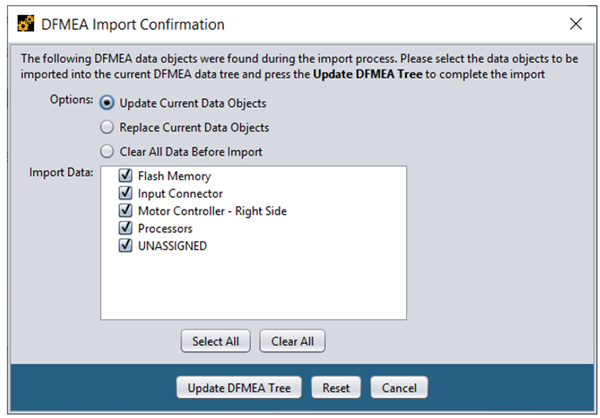 DFMEA Import Confirmation
The following DFMEA data objects were found during the import process. Please select the data objects to be
imported into the current DFMEA data tree and press the Update DFMEA Tree to complete the import
Options: Update Current Data Objects
Replace Current Data Objects
Clear All Data Before Import
Import Data: Flash Memory
Input Connector
Motor Controller - Right Side
Processors
UNASSIGNED
Select All Clear All
Update DFMEA Tree Reset Cancel